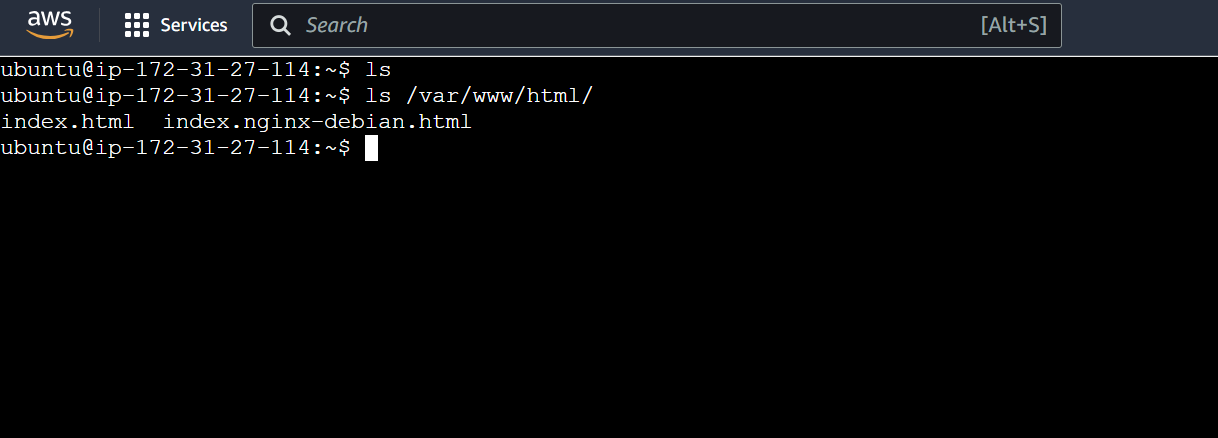 aws Services Search [Alt+S]
ubuntu@ip-172-31-27-114:~$ ls
ubuntu@ip-172-31-27-114:~$ ls /var/www/html/
index.html  index.nginx-debian.html
ubuntu@ip-172-31-27-114:~$